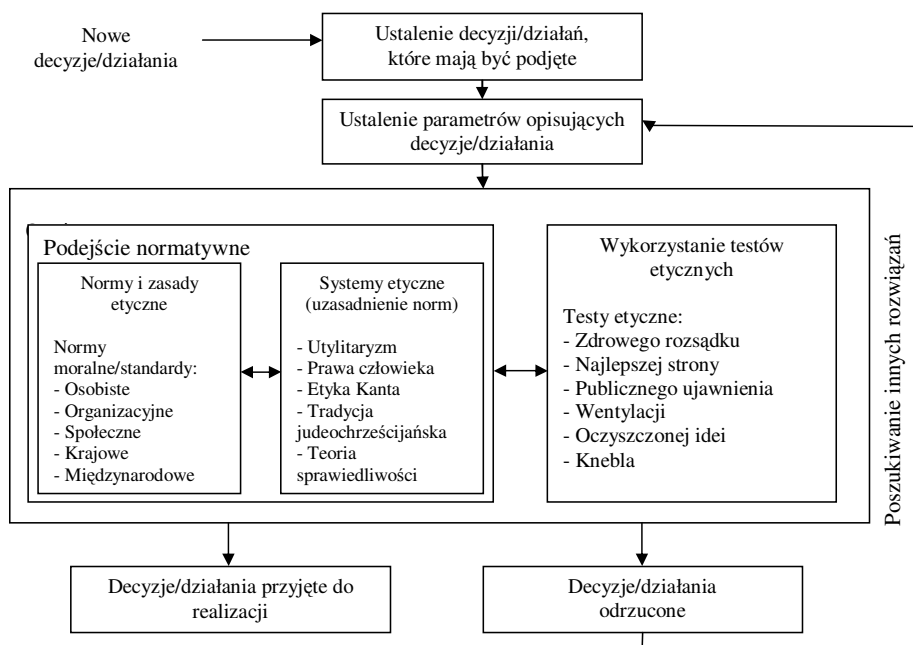 Nowe
decyzje/działania
Ustalenie decyzji/działań,
które mają być podjęte
Ustalenie parametrów opisujących
decyzje/działania
Podejście normatywne
Normy i zasady
etyczne
Normy
moralne/standardy:
- Osobiste
- Organizacyjne
- Społeczne
- Krajowe
- Międzynarodowe
Systemy etyczne
(uzasadnienie norm)
- Utylitaryzm
- Prawa człowieka
- Etyka Kanta
- Tradycja
judeochrześcijańska
- Teoria
sprawiedliwości
Wykorzystanie testów
etycznych
Testy etyczne:
- Zdrowego rozsądku
- Najlepszej strony
- Publicznego ujawnienia
- Wentylacji
- Oczyszczonej idei
- Knebla
Poszukiwanie innych rozwiązań
Decyzje/działania przyjęte do
realizacji
Decyzje/działania
odrzucone